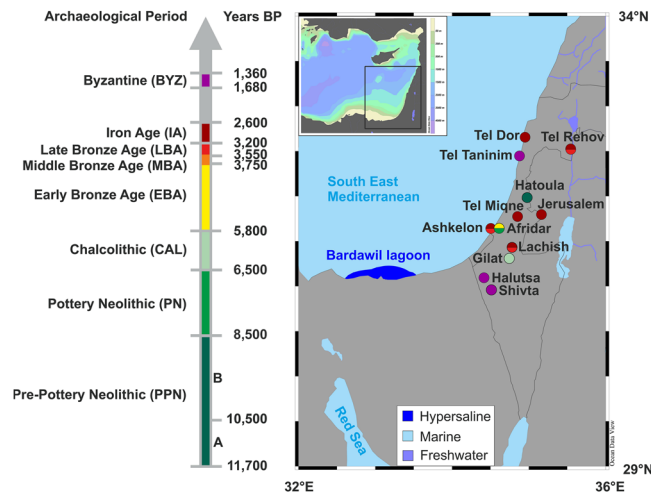 Archaeological Period
Years BP
Byzantine (BYZ)
1,360
1,680
2,600
Iron Age (IA)
3,200
Late Bronze Age (LBA)
3,550
Middle Bronze Age (MBA)
3,750
Early Bronze Age (EBA)
5,800
Chalcolithic (CAL)
6,500
Pottery Neolithic (PN)
8,500
B
Pre-Pottery Neolithic (PPN)
10,500
A
11,700
34°N
Tel Dor
Tel Rehov
Tel Taninim
South East
Mediterranean
Hatoula
Tel Miqne
Jerusalem
Ashkelon
Afridar
Lachish
Bardawil lagoon
Gilat
Halutsa
Shivta
Red Sea
Hypersaline
Marine
Freshwater
Ocean Data View
29°N
32°E
36°E